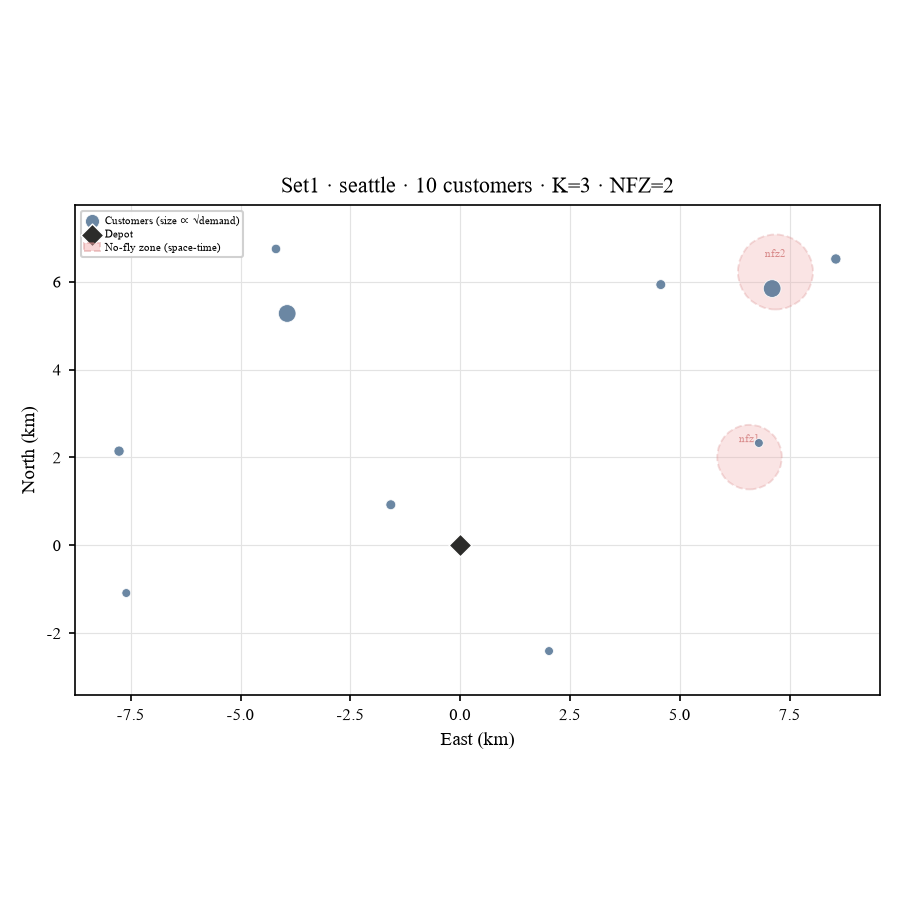 Set1 · seattle · 10 customers · K=3 · NFZ=2
Customers (size ∝ √demand)
Depot
No-fly zone (space-time)
nfz2
nfz1
6
4
2
0
-2
North (km)
-7.5 -5.0 -2.5 0.0 2.5 5.0 7.5
East (km)